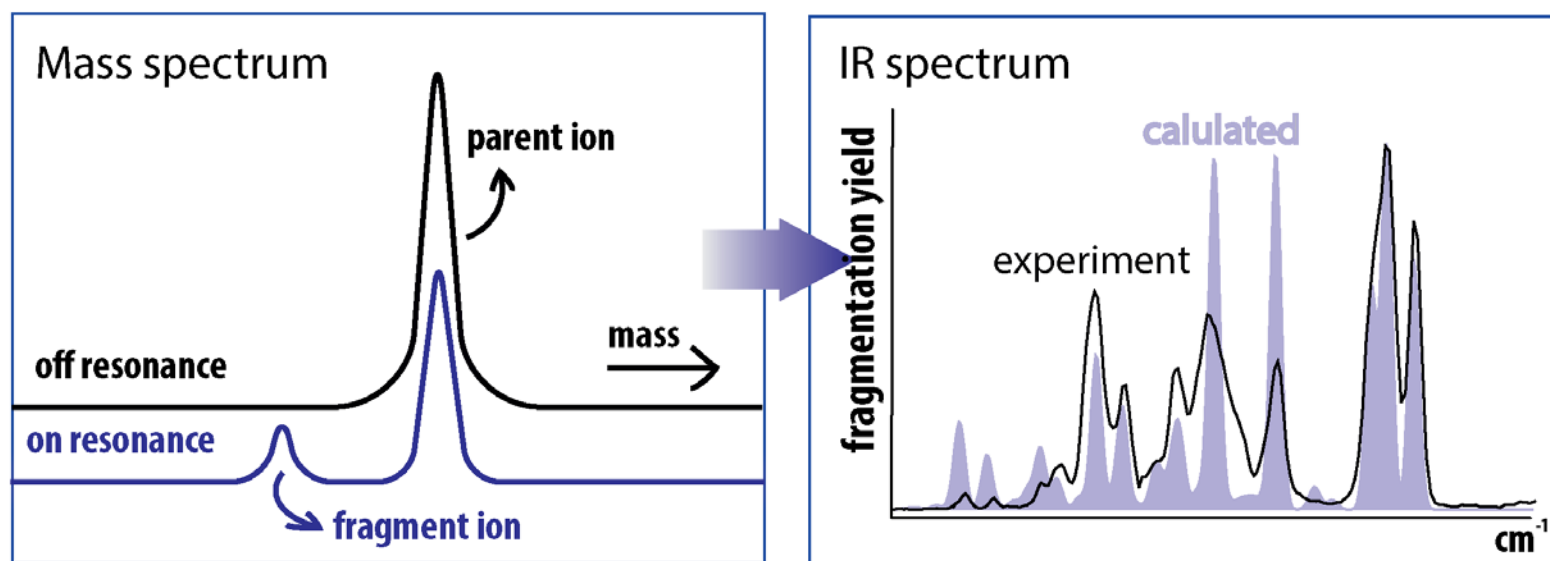 Mass spectrum
parent ion
mass
off resonance
on resonance
fragment ion
IR spectrum
calulated
fragmentation yield
experiment
cm-1